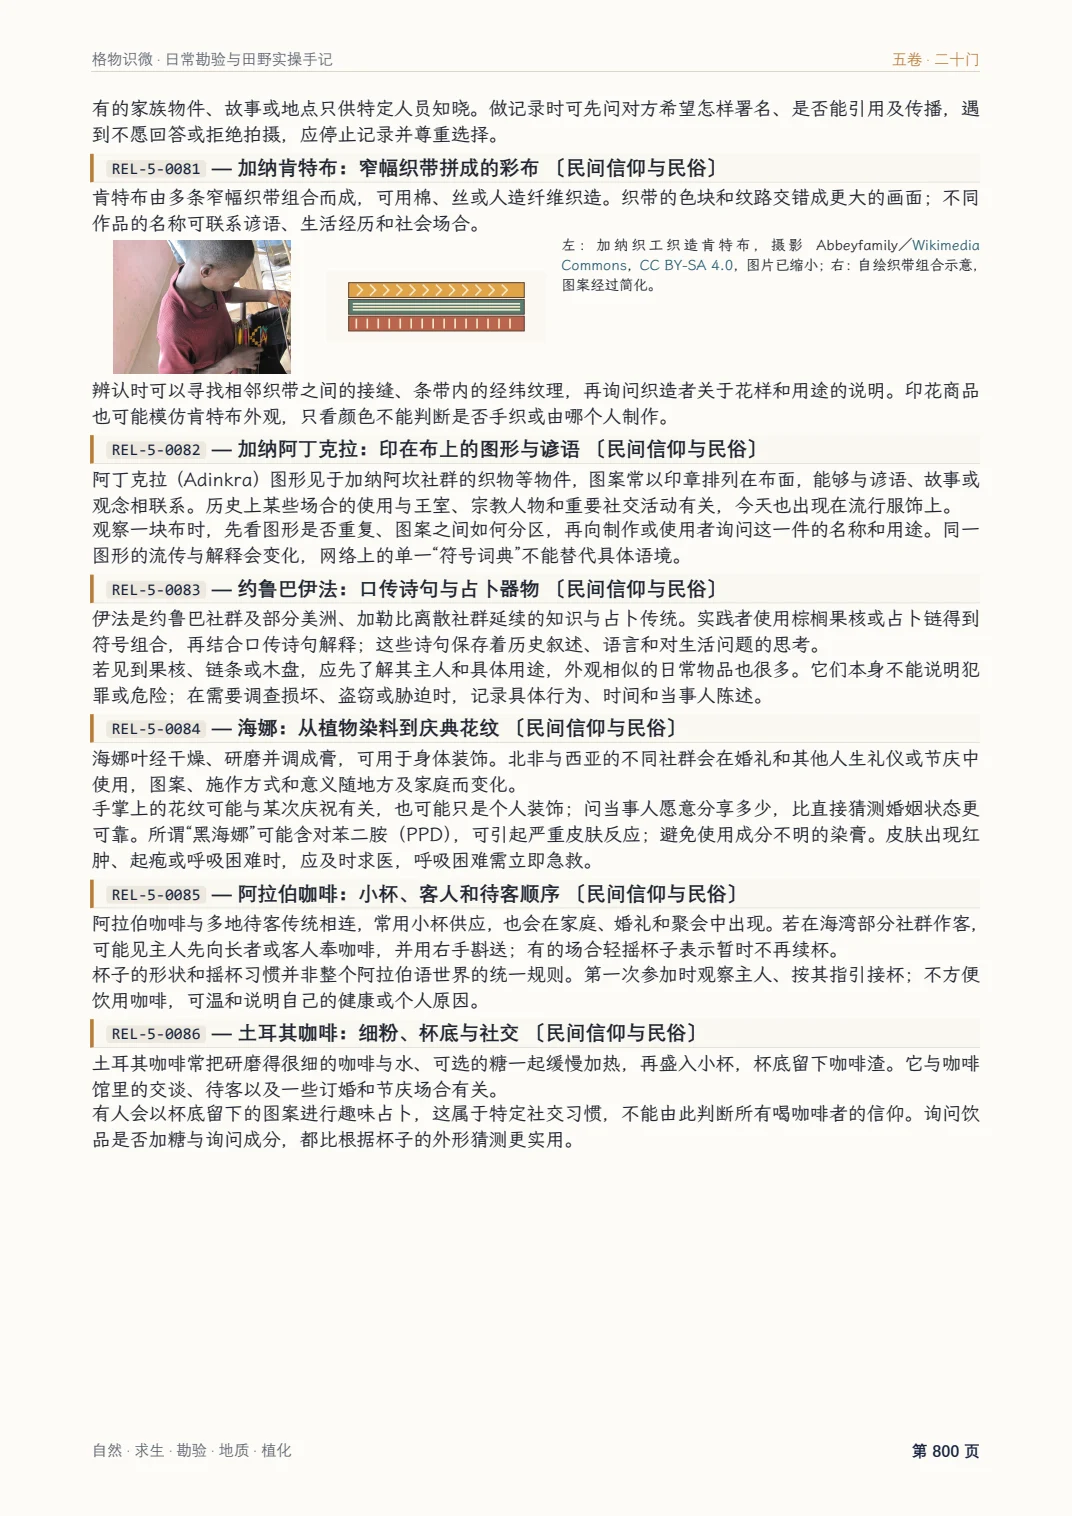 格物识微 · 日常勘验与田野实操手记
五卷 · 二十门
有的家族物件、故事或地点只供特定人员知晓。做记录时可先问对方希望怎样署名、是否能引用及传播，遇
到不愿回答或拒绝拍摄，应停止记录并尊重选择。
REL-5-0081 — 加纳肯特布：窄幅织带拼成的彩布 〔民间信仰与民俗〕
肯特布由多条窄幅织带组合而成，可用棉、丝或人造纤维织造。织带的色块和纹路交错成更大的画面；不同
作品的名称可联系谚语、生活经历和社会场合。
左：加纳织工织造肯特布，摄影 Abbeyfamily／Wikimedia
Commons，CC BY-SA 4.0，图片已缩小；右：自绘织带组合示意，
图案经过简化。
辨认时可以寻找相邻织带之间的接缝、条带内的经纬纹理，再询问织造者关于花样和用途的说明。印花商品
也可能模仿肯特布外观，只看颜色不能判断是否手织或由哪个人制作。
REL-5-0082 — 加纳阿丁克拉：印在布上的图形与谚语 〔民间信仰与民俗〕
阿丁克拉（Adinkra）图形见于加纳阿坎社群的织物等物件，图案常以印章排列在布面，能够与谚语、故事或
观念相联系。历史上某些场合的使用与王室、宗教人物和重要社交活动有关，今天也出现在流行服饰上。
观察一块布时，先看图形是否重复、图案之间如何分区，再向制作或使用者询问这一件的名称和用途。同一
图形的流传与解释会变化，网络上的单一“符号词典”不能替代具体语境。
REL-5-0083 — 约鲁巴伊法：口传诗句与占卜器物 〔民间信仰与民俗〕
伊法是约鲁巴社群及部分美洲、加勒比离散社群延续的知识与占卜传统。实践者使用棕榈果核或占卜链得到
符号组合，再结合口传诗句解释；这些诗句保存着历史叙述、语言和对生活问题的思考。
若见到果核、链条或木盘，应先了解其主人和具体用途，外观相似的日常物品也很多。它们本身不能说明犯
罪或危险；在需要调查损坏、盗窃或胁迫时，记录具体行为、时间和当事人陈述。
REL-5-0084 — 海娜：从植物染料到庆典花纹 〔民间信仰与民俗〕
海娜叶经干燥、研磨并调成膏，可用于身体装饰。北非与西亚的不同社群会在婚礼和其他人生礼仪或节庆中
使用，图案、施作方式和意义随地方及家庭而变化。
手掌上的花纹可能与某次庆祝有关，也可能只是个人装饰；问当事人愿意分享多少，比直接猜测婚姻状态更
可靠。所谓“黑海娜”可能含对苯二胺（PPD），可引起严重皮肤反应；避免使用成分不明的染膏。皮肤出现红
肿、起疱或呼吸困难时，应及时求医，呼吸困难需立即急救。
REL-5-0085 — 阿拉伯咖啡：小杯、客人和待客顺序 〔民间信仰与民俗〕
阿拉伯咖啡与多地待客传统相连，常用小杯供应，也会在家庭、婚礼和聚会中出现。若在海湾部分社群作客，
可能见主人先向长者或客人奉咖啡，并用右手斟送；有的场合轻摇杯子表示暂时不再续杯。
杯子的形状和摇杯习惯并非整个阿拉伯语世界的统一规则。第一次参加时观察主人、按其指引接杯；不方便
饮用咖啡，可温和说明自己的健康或个人原因。
REL-5-0086 — 土耳其咖啡：细粉、杯底与社交 〔民间信仰与民俗〕
土耳其咖啡常把研磨得很细的咖啡与水、可选的糖一起缓慢加热，再盛入小杯，杯底留下咖啡渣。它与咖啡
馆里的交谈、待客以及一些订婚和节庆场合有关。
有人会以杯底留下的图案进行趣味占卜，这属于特定社交习惯，不能由此判断所有喝咖啡者的信仰。询问饮
品是否加糖与询问成分，都比根据杯子的外形猜测更实用。
自然 · 求生 · 勘验 · 地质 · 植化
第 800 页